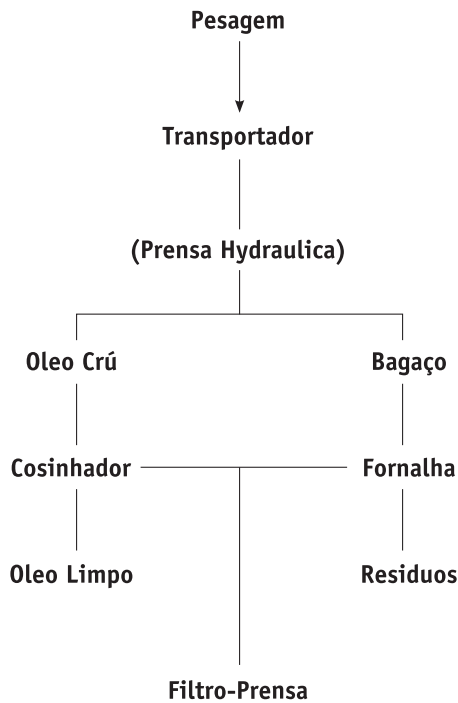 Pesagem
Transportador
(Prensa Hydraulica)
Oleo Crú
Bagaço
Cosinhador
Fornalha
Oleo Limpo
Residuos
Filtro-Prensa